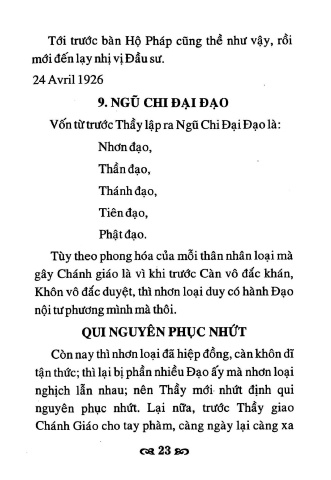 Tới trước bàn Hộ Pháp cũng thề như vậy, rồi
mới đến lạy nhị vị Đầu sư.
24 Avril 1926
9. NGŨ CHI ĐẠI ĐẠO
Vốn từ trước Thầy lập ra Ngũ Chi Đại Đạo là:
Nhơn đạo,
Thần đạo,
Thánh đạo,
Tiên đạo,
Phật đạo.
Tùy theo phong hóa của mỗi thân nhân loại mà
gây Chánh giáo là vì khi trước Càn vô đắc khán,
Khôn vô đắc duyệt, thì nhơn loại duy có hành Đạo
nội tư phương mình mà thôi.
QUI NGUYÊN PHỤC NHỨT
Còn nay thì nhơn loại đã hiệp đồng, càn khôn dĩ
tận thức; thì lại bị phần nhiều Đạo ấy mà nhơn loại
nghịch lẫn nhau; nên Thầy mới nhứt định qui
nguyên phục nhứt. Lại nữa, trước Thầy giao
Chánh Giáo cho tay phàm, càng ngày lại càng xa
23